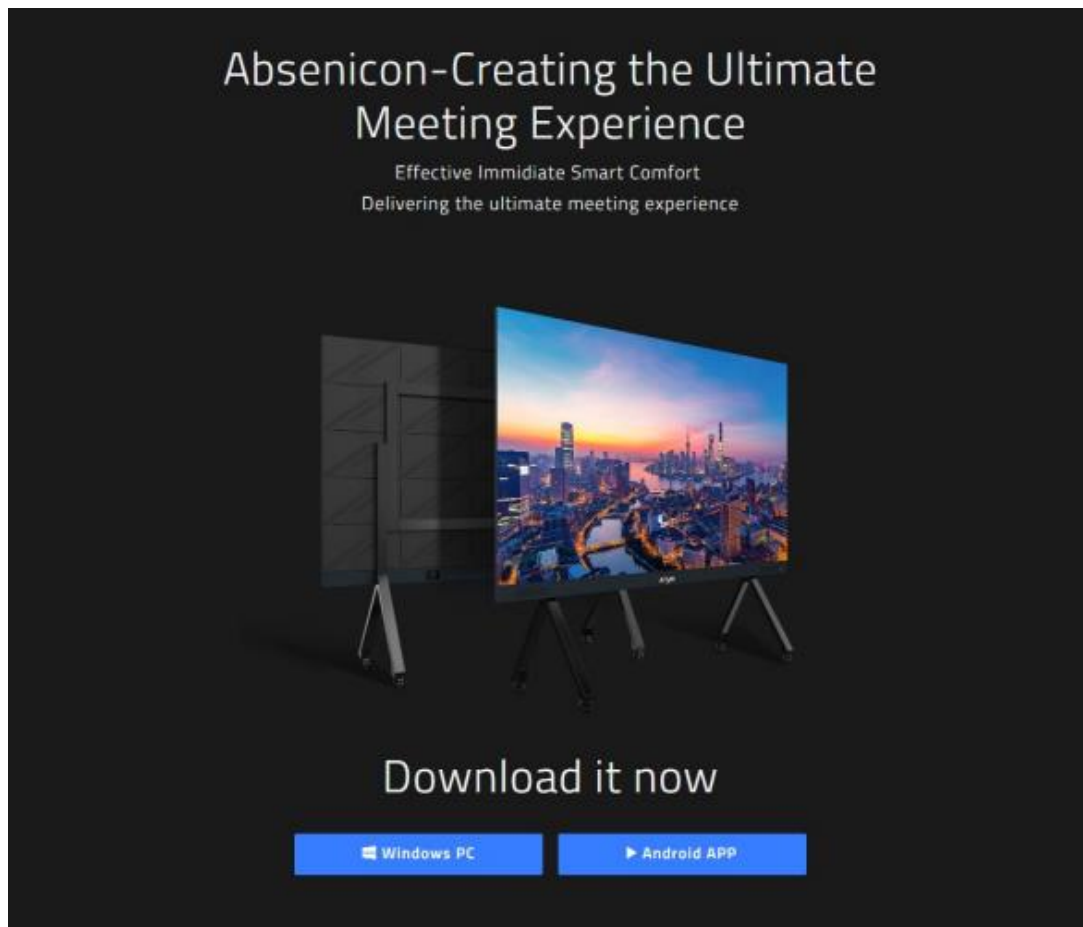 Absenicon-Creating the Ultimate
Meeting Experience
Effective Immidiate Smart Comfort
Delivering the ultimate meeting experience
Download it now
Windows PC
Android APP